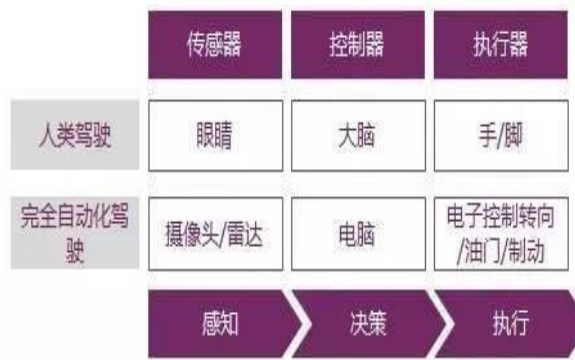 传感器
控制器
执行器
人类驾驶
眼睛
大脑
手/脚
完全自动化驾
驶
摄像头/雷达
电脑
电子控制转向
/油门/制动
感知
决策
执行